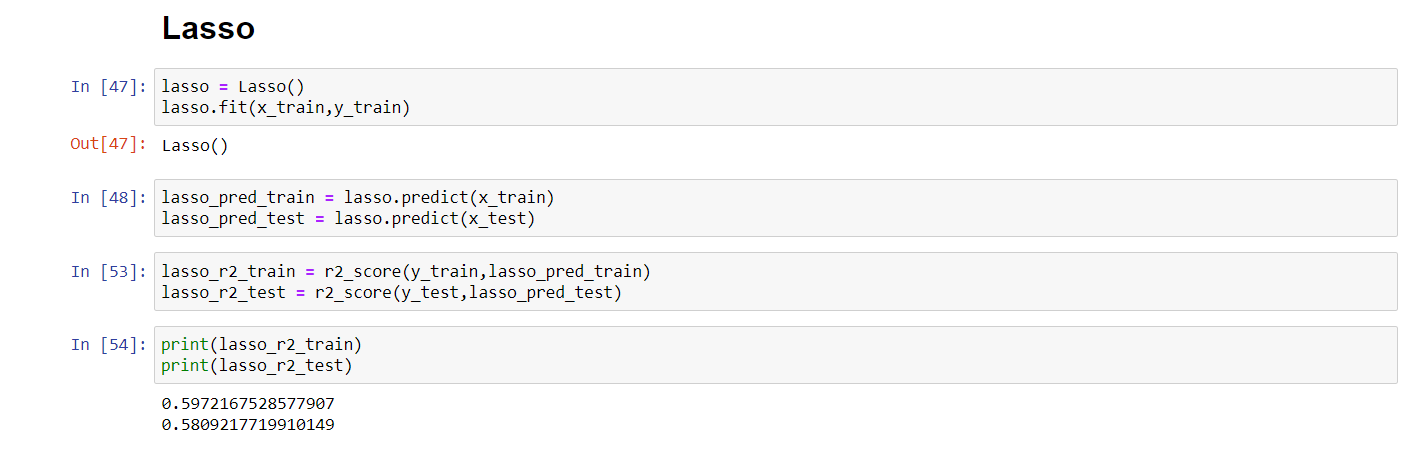 Lasso
In [47]: lasso = Lasso()
lasso.fit(x_train,y_train)
Out[47]: Lasso()
In [48]: lasso_pred_train = lasso.predict(x_train)
lasso_pred_test = lasso.predict(x_test)
In [53]: lasso_r2_train = r2_score(y_train,lasso_pred_train)
lasso_r2_test = r2_score(y_test,lasso_pred_test)
In [54]: print(lasso_r2_train)
print(lasso_r2_test)
0.5972167528577907
0.5809217719910149